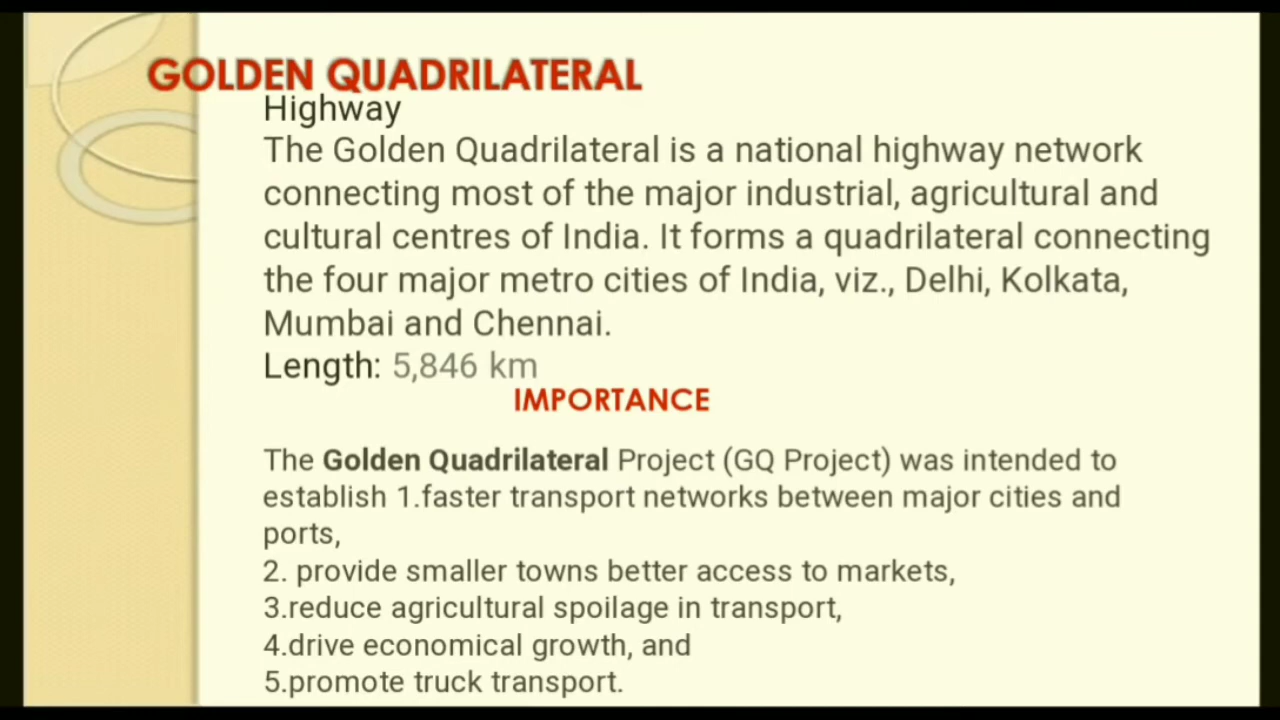 GOLDEN QUADRILATERAL
Highway
The Golden Quadrilateral is a national highway network
connecting most of the major industrial, agricultural and
cultural centres of India. It forms a quadrilateral connecting
the four major metro cities of India, viz., Delhi, Kolkata,
Mumbai and Chennai.
Length: 5,846 km
IMPORTANCE
The Golden Quadrilateral Project (GQ Project) was intended to
establish 1.faster transport networks between major cities and
ports,
2. provide smaller towns better access to markets,
3.reduce agricultural spoilage in transport,
4.drive economical growth, and
5.promote truck transport.